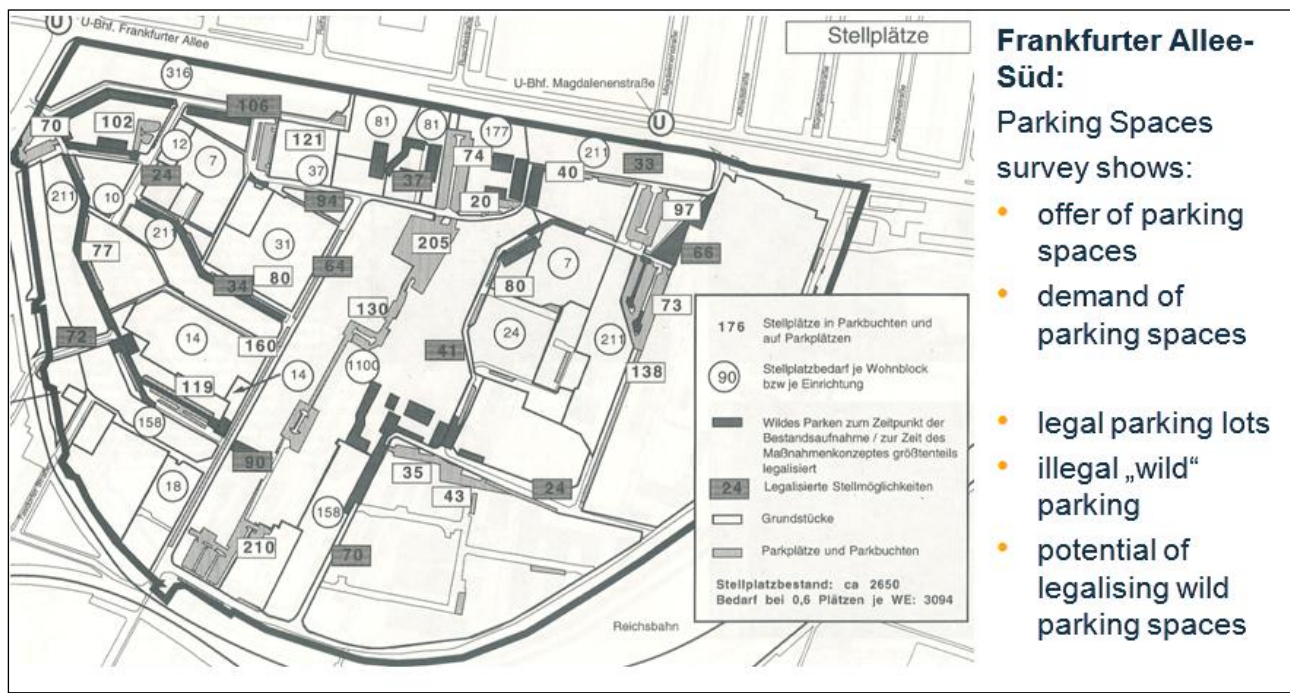 U-Bhf. Frankfurter Allee
U
Stellplätze
U-Bhf. Magdalenenstraße
U
316
106
70
102
121
81
81
177
12
7
74
211
33
24
37
37
40
211
10
94
20
97
211
31
205
66
77
80
64
7
34
80
73
130
24
211
72
14
160
41
1100
138
119
14
158
90
35
18
43
24
158
210
70
Reichsbahn
176 Stellplätze in Parkbuchten und
auf Parkplätzen
90 Stellplatzbedarf je Wohnblock
bzw je Einrichtung
Wildes Parken zum Zeitpunkt der
Bestandsaufnahme / zur Zeit des
Maßnahmenkonzeptes größtenteils
legalisiert
24 Legalisierte Stellmöglichkeiten
Grundstücke
Parkplätze und Parkbuchten
Stellplatzbestand: ca 2650
Bedarf bei 0,6 Plätzen je WE: 3094
Frankfurter Allee-
Süd:
Parking Spaces
survey shows:
• offer of parking
spaces
• demand of
parking spaces
• legal parking lots
• illegal „wild“
parking
• potential of
legalising wild
parking spaces